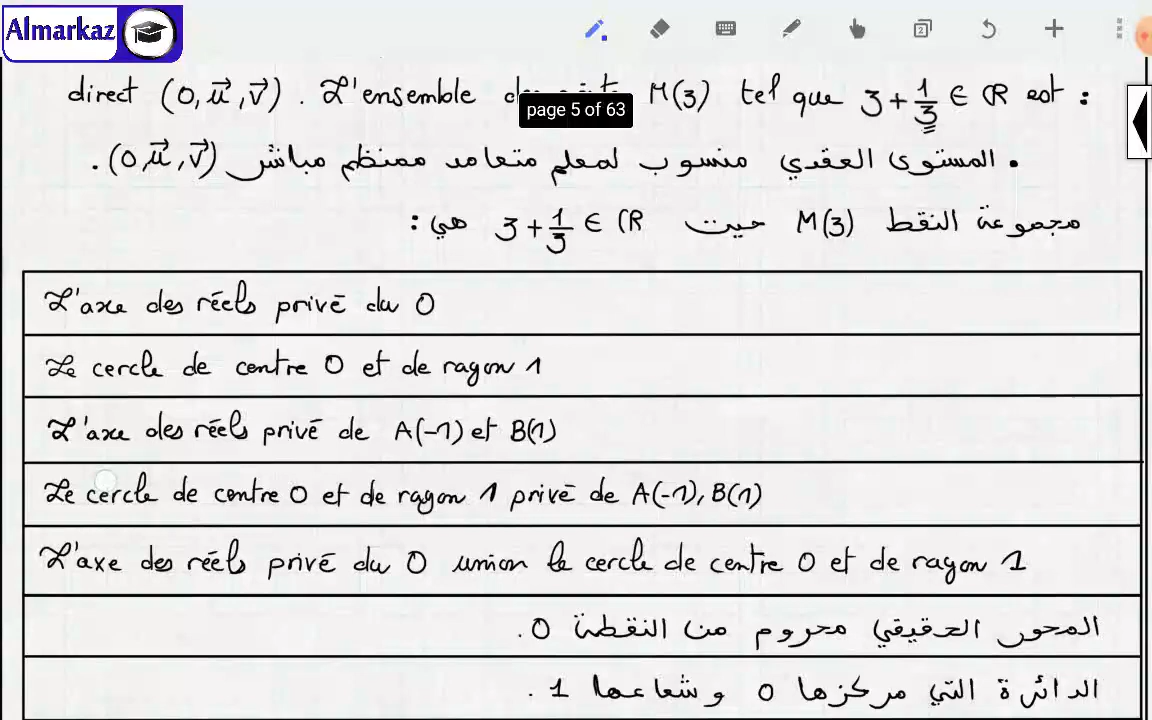 Almarkaz
direct (O, u⃗, v⃗). L'ensemble M(z) tel que z + 1/z ∈ ℝ est :
page 5 of 63
• المستوى العقدي منسوب لمعلم متعامد ممنظم مباشر (O, u⃗, v⃗).
مجموعة النقط M(z) حيث z + 1/z ∈ ℝ هي:
L'axe des réels privé du O
Le cercle de centre O et de rayon 1
L'axe des réels privé de A(-1) et B(1)
Le cercle de centre O et de rayon 1 privé de A(-1), B(1)
L'axe des réels privé du O union le cercle de centre O et de rayon 1
المحور الحقيقي محروم من النقطة O.
الدائرة التي مركزها O وشعاعها 1.